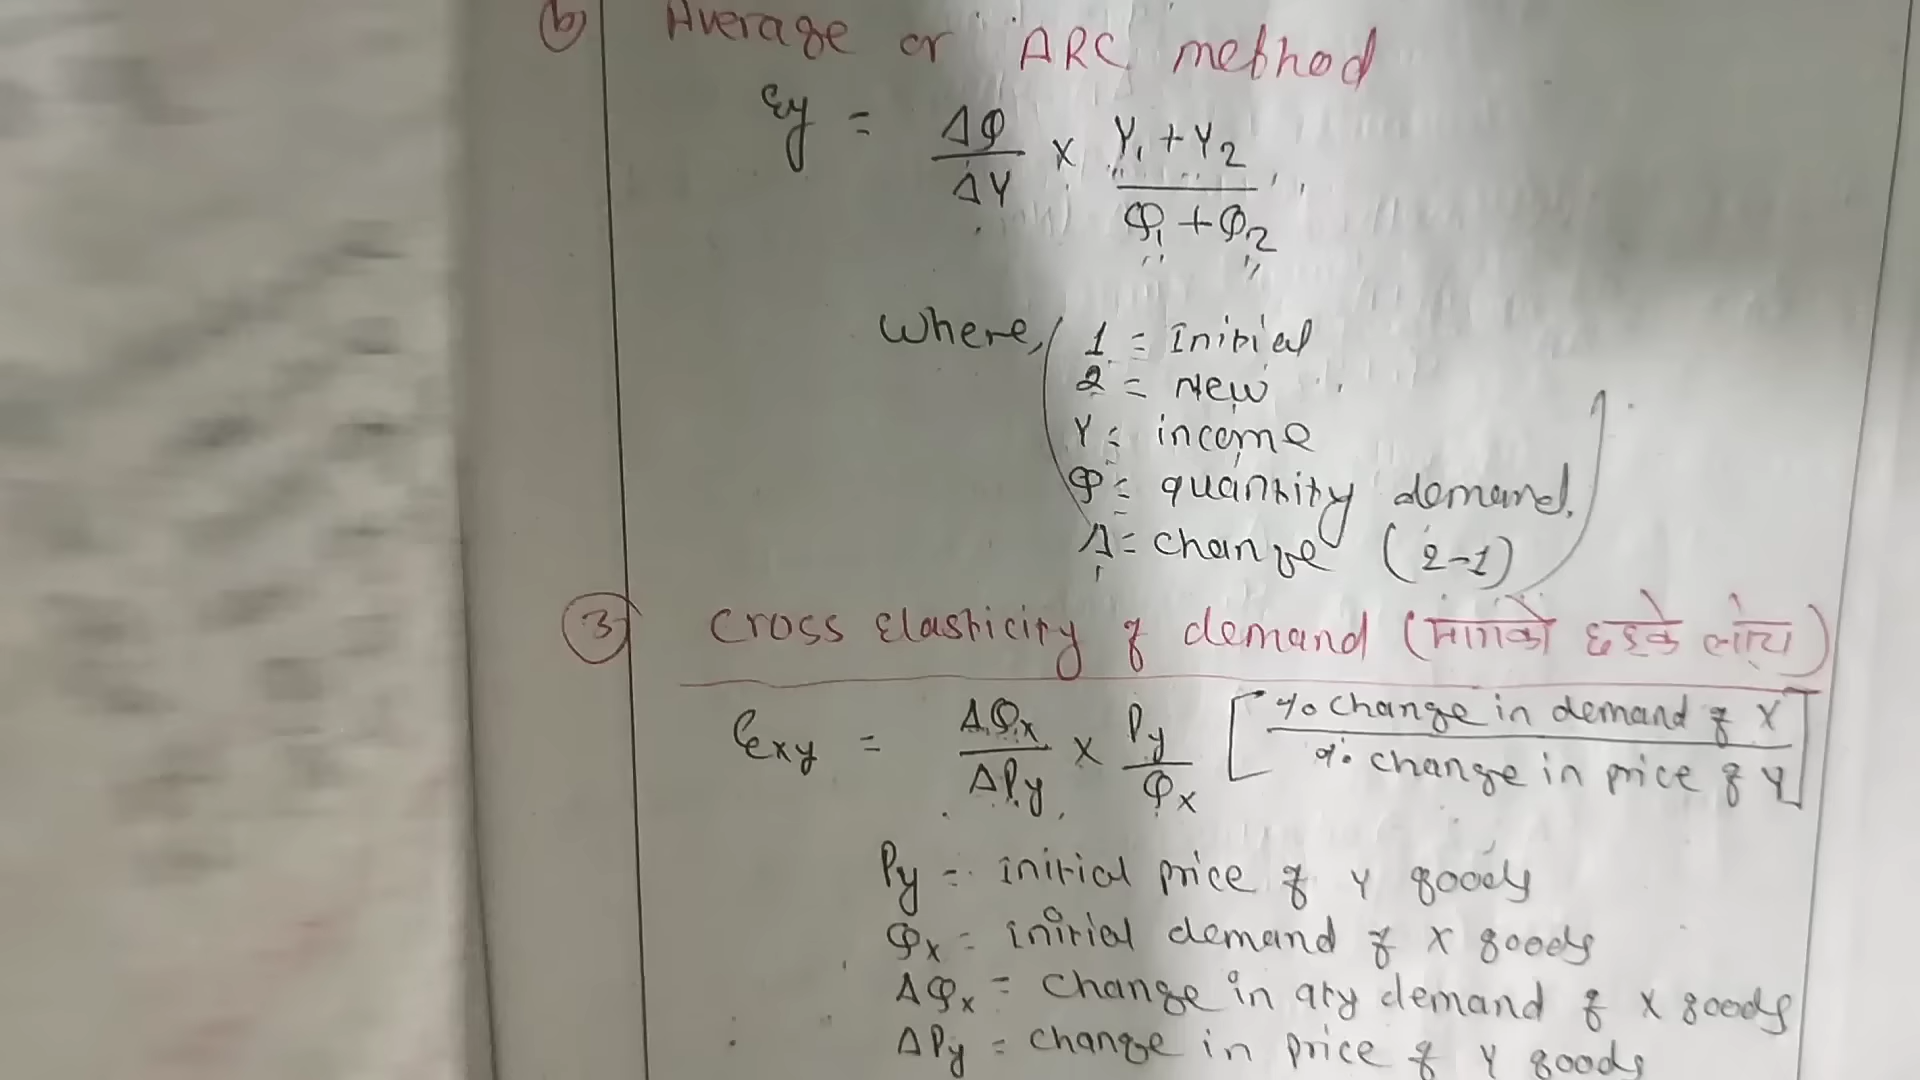 (b) Average or ARC method
Ey = ΔQ/ΔY × Y₁+Y₂/Q₁+Q₂
Where, 1 = Initial
2 = New
Y = income
Q = quantity demand.
Δ = change (2-1)
(3) Cross Elasticity of demand (मागको
Exy = ΔQx/ΔPy × Py/Qx [% change in demand of X/% change in price of Y]
Py = initial price of Y goods
Qx = initial demand of X goods
ΔQx = change in qty demand of X goods
ΔPy = change in price of Y goods